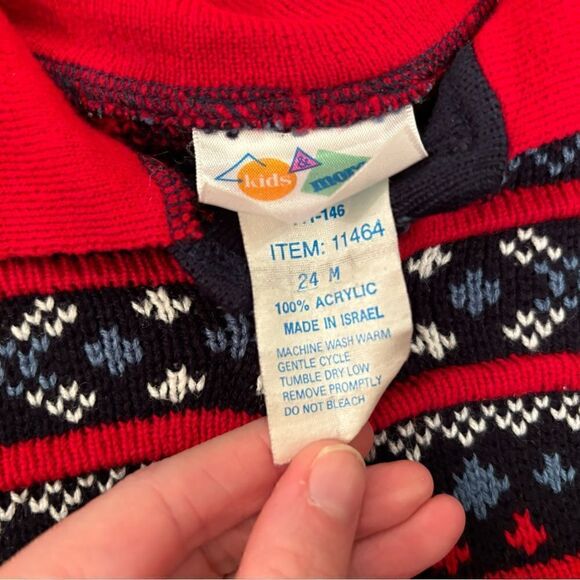 kids & more
ITEM: 11464
24 M
100% ACRYLIC
MADE IN ISRAEL
MACHINE WASH WARM
GENTLE CYCLE
TUMBLE DRY LOW
REMOVE PROMPTLY
DO NOT BLEACH